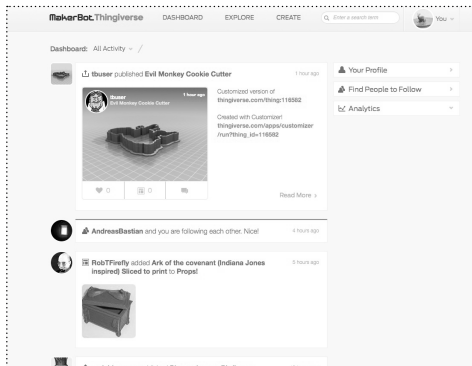 MakerBot.Thingiverse DASHBOARD EXPLORE CREATE Enter a search term You
Dashboard: All Activity /
tbuser published Evil Monkey Cookie Cutter 1 hour ago
tbuser 1 hour ago
Evil Monkey Cookie Cutter
Customized version of
thingiverse.com/thing:116582
Created with Customizer!
thingiverse.com/apps/customizer
/run?thing_id=116582
0 0
Read More
Your Profile
Find People to Follow
Analytics
AndreasBastian and you are following each other. Nice! 4 hours ago
RobTFirefly added Ark of the covenant (Indiana Jones 5 hours ago
inspired) Sliced to print to Props!